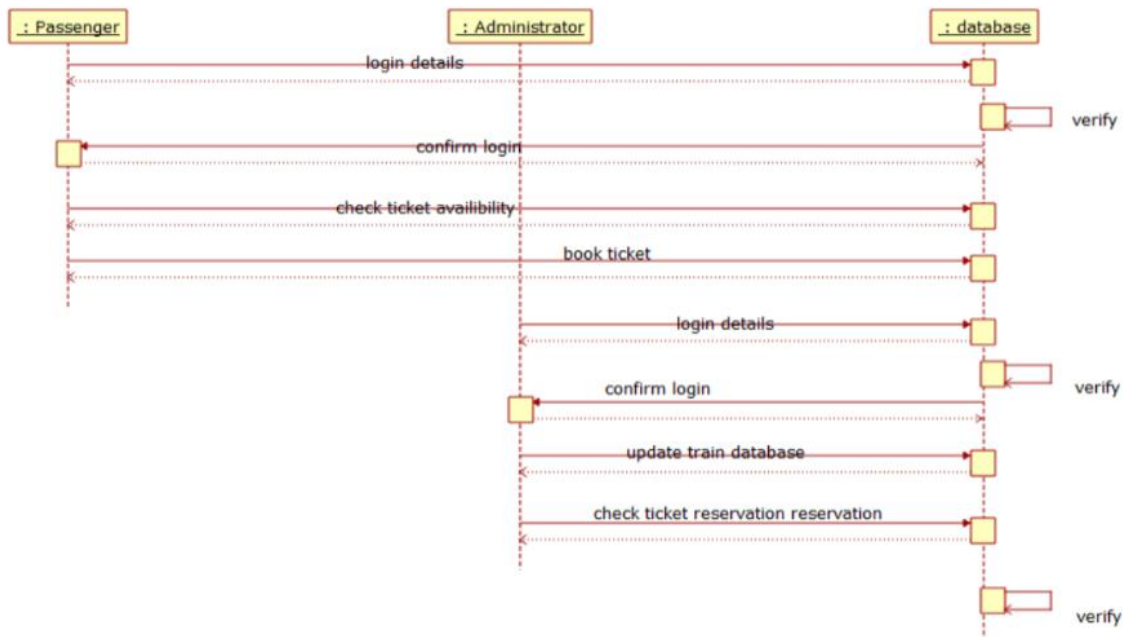 : Passenger
: Administrator
: database
login details
verify
confirm login
check ticket availibility
book ticket
login details
verify
confirm login
update train database
check ticket reservation reservation
verify